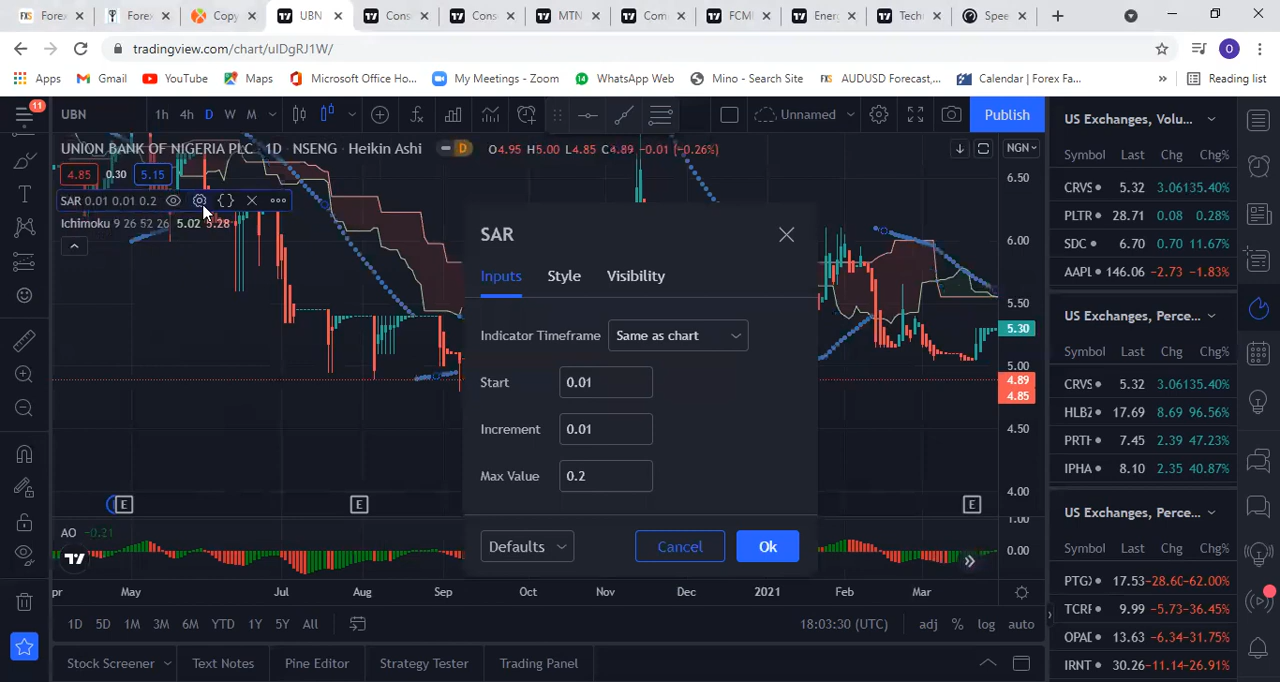 Forex
Forex
Copy
UBN
Cons
Cons
MTN
Com
FCM
Ener
Tech
Spee
tradingview.com/chart/uIDgRJ1W/
O
Apps
Gmail
YouTube
Maps
Microsoft Office Ho...
My Meetings - Zoom
WhatsApp Web
Mino - Search Site
AUDUSD Forecast,...
Calendar | Forex Fa...
»
Reading list
11
UBN
1h
4h
D
W
M
Unnamed
Publish
US Exchanges, Volu...
UNION BANK OF NIGERIA PLC · 1D · NSENG · Heikin Ashi
D
O4.95 H5.00 L4.85 C4.89 -0.01 (-0.26%)
NGN
Symbol Last Chg Chg%
4.85 0.30 5.15
SAR 0.01 0.01 0.2
Ichimoku 9 26 52 26 5.02 5.28
CRVS 5.32 3.06 135.40%
PLTR 28.71 0.08 0.28%
SDC 6.70 0.70 11.67%
AAPL 146.06 -2.73 -1.83%
6.50
6.00
5.50
5.30
5.00
4.89
4.85
4.50
4.00
1.00
0.00
SAR
Inputs
Style
Visibility
Indicator Timeframe
Same as chart
Start
0.01
Increment
0.01
Max Value
0.2
Defaults
Cancel
Ok
US Exchanges, Perce...
Symbol Last Chg Chg%
CRVS 5.32 3.06 135.40%
HLBZ 17.69 8.69 96.56%
PRTI 7.45 2.39 47.23%
IPHA 8.10 2.35 40.87%
US Exchanges, Perce...
Symbol Last Chg Chg%
PTGX 17.53 -28.60 -62.00%
TCRF 9.99 -5.73 -36.45%
OPAD 13.63 -6.34 -31.75%
IRNT 30.26 -11.14 -26.91%
E
E
E
AO -0.21
pr
May
Jul
Aug
Sep
Oct
Nov
Dec
2021
Feb
Mar
1D 5D 1M 3M 6M YTD 1Y 5Y All
18:03:30 (UTC)
adj % log auto
Stock Screener
Text Notes
Pine Editor
Strategy Tester
Trading Panel